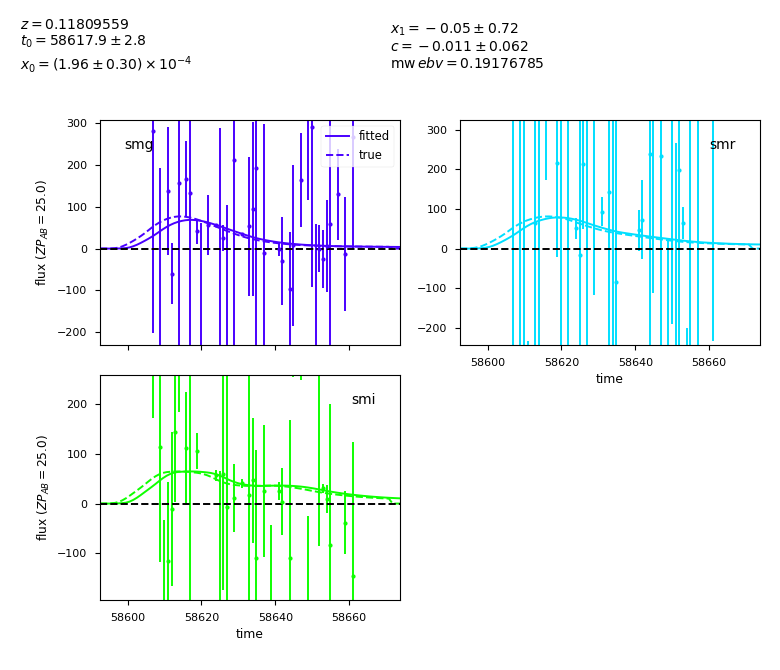 z = 0.11809559
t₀ = 58617.9 ± 2.8
x₀ = (1.96 ± 0.30) × 10⁻⁴
x₁ = −0.05 ± 0.72
c = −0.011 ± 0.062
mw ebv = 0.19176785
300
200
100
0
−100
−200
flux (ZP_AB = 25.0)
smg
fitted
true
300
200
100
0
−100
−200
smr
58600
58620
58640
58660
time
200
100
0
−100
flux (ZP_AB = 25.0)
smi
58600
58620
58640
58660
time